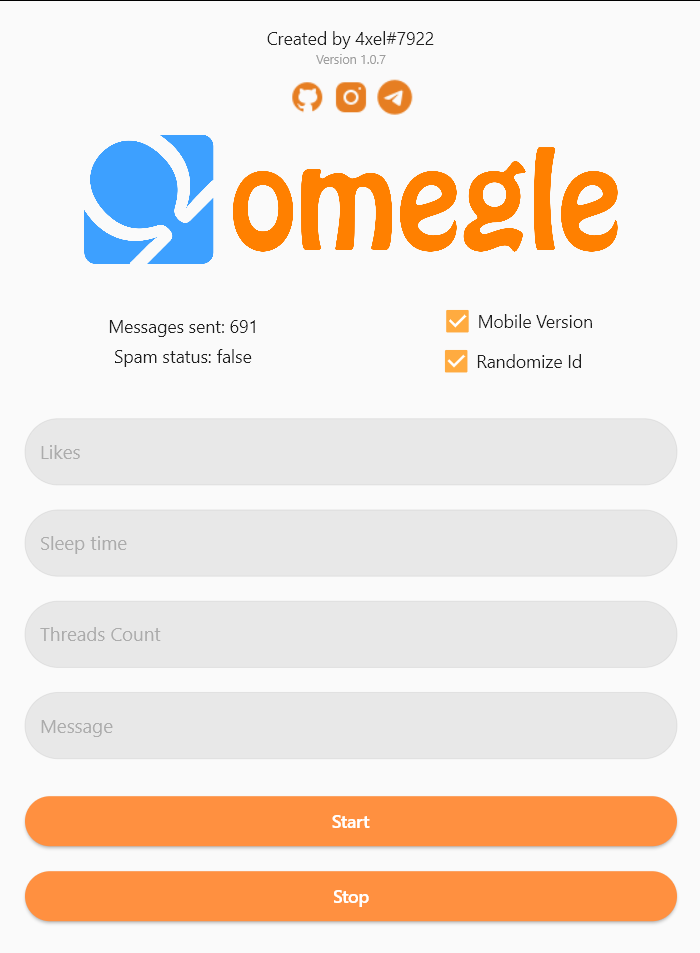 Created by 4xel#7922
Version 1.0.7
omegle
Messages sent: 691
Spam status: false
Mobile Version
Randomize Id
Likes
Sleep time
Threads Count
Message
Start
Stop